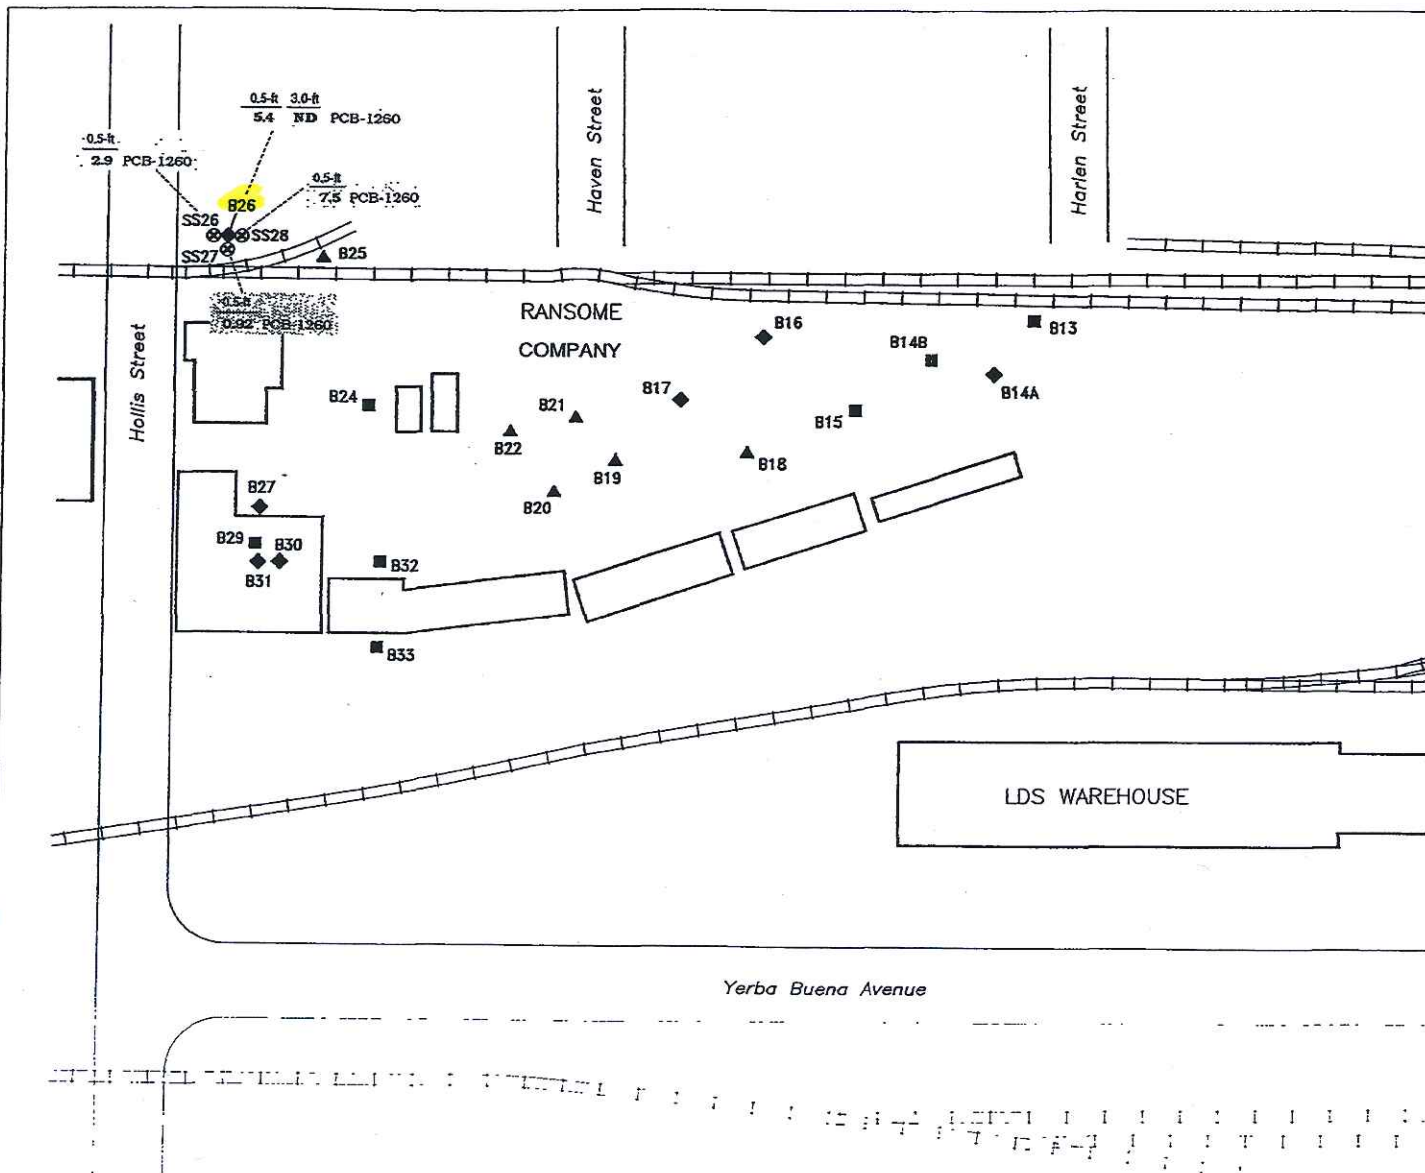 0.5-ft 3.0-ft
5.4 ND PCB-1260
0.5-ft
2.9 PCB-1260
0.5-ft
7.5 PCB-1260
B26
SS26
SS28
SS27
B25
0.5-ft
0.92 PCB-1260
Haven Street
Harlen Street
Hollis Street
RANSOME
COMPANY
B16
B13
B14B
B14A
B17
B15
B24
B21
B22
B19
B18
B20
B27
B29
B30
B31
B32
B33
LDS WAREHOUSE
Yerba Buena Avenue